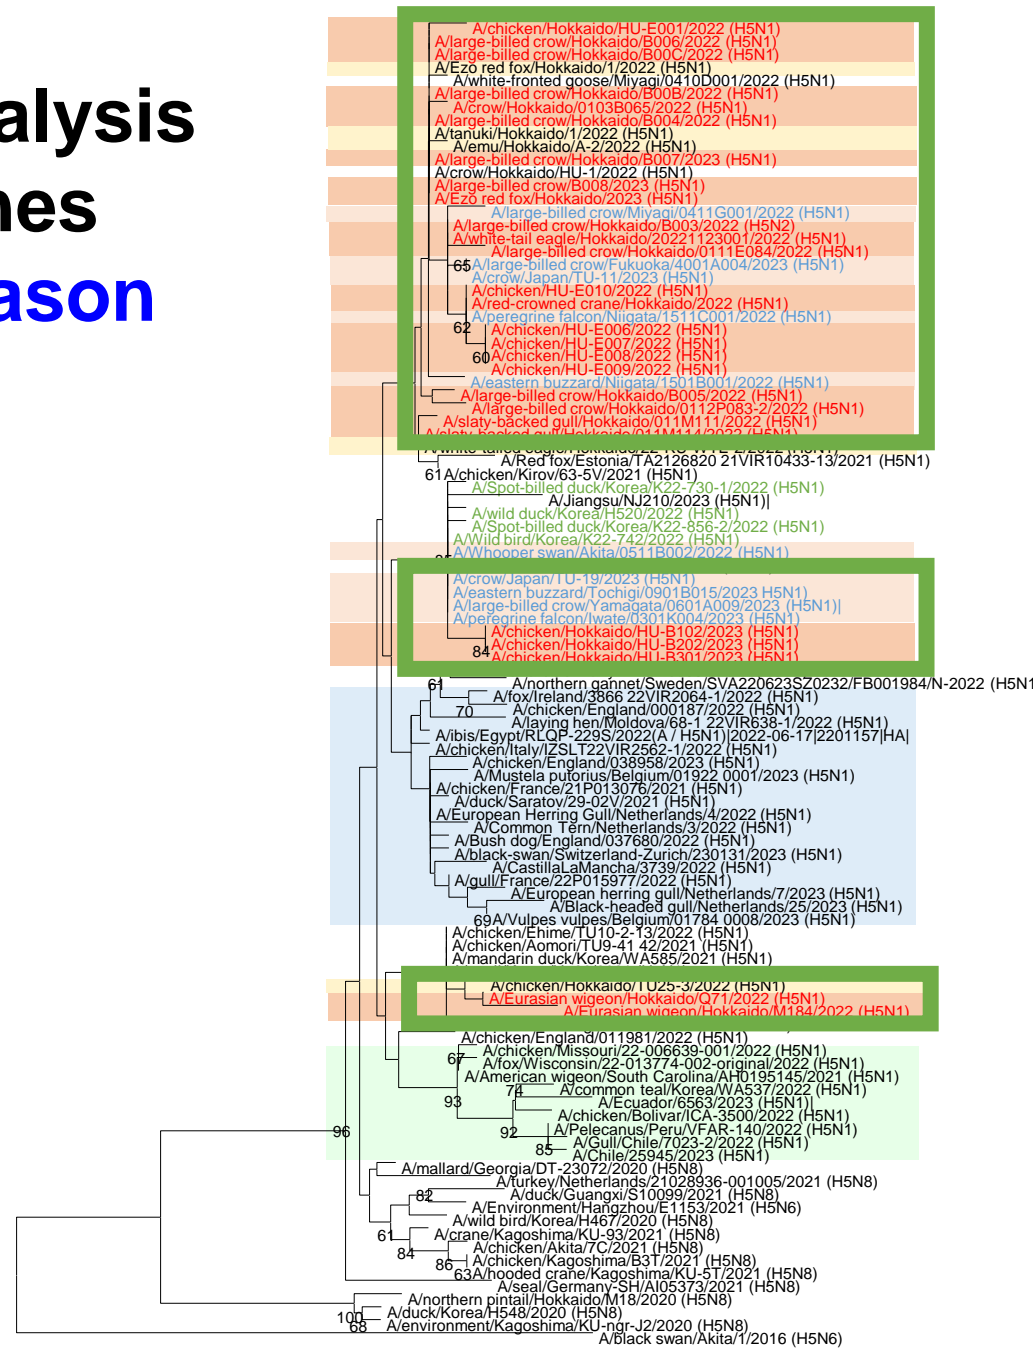 alysis
nes
ason
A/chicken/Hokkaido/HU-E001/2022 (H5N1)
A/large-billed crow/Hokkaido/B006/2022 (H5N1)
A/large-billed crow/Hokkaido/B00C/2022 (H5N1)
A/Ezo red fox/Hokkaido/1/2022 (H5N1)
A/white-fronted goose/Miyagi/0410D001/2022 (H5N1)
A/large-billed crow/Hokkaido/B00B/2022 (H5N1)
A/crow/Hokkaido/0103B065/2022 (H5N1)
A/large-billed crow/Hokkaido/B004/2022 (H5N1)
A/tanuki/Hokkaido/1/2022 (H5N1)
A/emu/Hokkaido/A-2/2022 (H5N1)
A/large-billed crow/Hokkaido/B007/2023 (H5N1)
A/crow/Hokkaido/HU-1/2022 (H5N1)
A/large-billed crow/B008/2023 (H5N1)
A/Ezo red fox/Hokkaido/2023 (H5N1)
A/large-billed crow/Miyagi/0411G001/2022 (H5N1)
A/large-billed crow/Hokkaido/B003/2022 (H5N2)
A/white-tail eagle/Hokkaido/20221123001/2022 (H5N1)
A/large-billed crow/Hokkaido/0111E084/2022 (H5N1)
65 A/large-billed crow/Fukuoka/4001A004/2023 (H5N1)
A/crow/Japan/TU-11/2023 (H5N1)
A/chicken/HU-E010/2022 (H5N1)
A/red-crowned crane/Hokkaido/2022 (H5N1)
A/peregrine falcon/Niigata/1511C001/2022 (H5N1)
62
A/chicken/HU-E006/2022 (H5N1)
A/chicken/HU-E007/2022 (H5N1)
60 A/chicken/HU-E008/2022 (H5N1)
A/chicken/HU-E009/2022 (H5N1)
A/eastern buzzard/Niigata/1501B001/2022 (H5N1)
A/large-billed crow/Hokkaido/B005/2022 (H5N1)
A/large-billed crow/Hokkaido/0112P083-2/2022 (H5N1)
A/slaty-backed gull/Hokkaido/011M111/2022 (H5N1)
A/slaty-backed gull/Hokkaido/011M114/2022 (H5N1)
A/Red fox/Estonia/TA2126820 21VIR10433-13/2021 (H5N1)
61 A/chicken/Kirov/63-5V/2021 (H5N1)
A/Spot-billed duck/Korea/K22-730-1/2022 (H5N1)
A/Jiangsu/NJ210/2023 (H5N1)|
A/wild duck/Korea/H520/2022 (H5N1)
A/Spot-billed duck/Korea/K22-856-2/2022 (H5N1)
A/Wild bird/Korea/K22-742/2022 (H5N1)
A/Whooper swan/Akita/0511B002/2022 (H5N1)
A/crow/Japan/TU-19/2023 (H5N1)
A/eastern buzzard/Tochigi/0901B015/2023 H5N1)
A/large-billed crow/Yamagata/0601A009/2023 (H5N1)|
A/peregrine falcon/Iwate/0301K004/2023 (H5N1)
A/chicken/Hokkaido/HU-B102/2023 (H5N1)
A/chicken/Hokkaido/HU-B202/2023 (H5N1)
84 A/chicken/Hokkaido/HU-B301/2023 (H5N1)
61 A/northern gannet/Sweden/SVA220623SZ0232/FB001984/N-2022 (H5N1
A/fox/Ireland/3866 22VIR2064-1/2022 (H5N1)
70 A/chicken/England/000187/2022 (H5N1)
A/laying hen/Moldova/68-1 22VIR638-1/2022 (H5N1)
A/ibis/Egypt/RLQP-229S/2022(A / H5N1)|2022-06-17|2201157|HA|
A/chicken/Italy/IZSLT22VIR2562-1/2022 (H5N1)
A/chicken/England/038958/2023 (H5N1)
A/Mustela putorius/Belgium/01922 0001/2023 (H5N1)
A/chicken/France/21P013076/2021 (H5N1)
A/duck/Saratov/29-02V/2021 (H5N1)
A/European Herring Gull/Netherlands/4/2022 (H5N1)
A/Common Tern/Netherlands/3/2022 (H5N1)
A/Bush dog/England/037680/2022 (H5N1)
A/black-swan/Switzerland-Zurich/230131/2023 (H5N1)
A/CastillaLaMancha/3739/2022 (H5N1)
A/gull/France/22P015977/2022 (H5N1)
A/European herring gull/Netherlands/7/2023 (H5N1)
A/Black-headed gull/Netherlands/25/2023 (H5N1)
69 A/Vulpes vulpes/Belgium/01784 0008/2023 (H5N1)
A/chicken/Ehime/TU10-2-13/2022 (H5N1)
A/chicken/Aomori/TU9-41 42/2021 (H5N1)
A/mandarin duck/Korea/WA585/2021 (H5N1)
A/chicken/Hokkaido/TU25-3/2022 (H5N1)
A/Eurasian wigeon/Hokkaido/Q71/2022 (H5N1)
A/Eurasian wigeon/Hokkaido/M184/2022 (H5N1)
A/chicken/England/011981/2022 (H5N1)
A/chicken/Missouri/22-006639-001/2022 (H5N1)
67 A/fox/Wisconsin/22-013774-002-original/2022 (H5N1)
A/American wigeon/South Carolina/AH0195145/2021 (H5N1)
74 A/common teal/Korea/WA537/2022 (H5N1)
93 A/Ecuador/6563/2023 (H5N1)|
A/chicken/Bolivar/ICA-3500/2022 (H5N1)
92 A/Pelecanus/Peru/VFAR-140/2022 (H5N1)
A/Gull/Chile/7023-2/2022 (H5N1)
85 A/Chile/25945/2023 (H5N1)
96
A/mallard/Georgia/DT-23072/2020 (H5N8)
A/turkey/Netherlands/21028936-001005/2021 (H5N8)
82 A/duck/Guangxi/S10099/2021 (H5N8)
A/Environment/Hangzhou/E1153/2021 (H5N6)
A/wild bird/Korea/H467/2020 (H5N8)
61 A/crane/Kagoshima/KU-93/2021 (H5N8)
84 A/chicken/Akita/7C/2021 (H5N8)
86 A/chicken/Kagoshima/B3T/2021 (H5N8)
63 A/hooded crane/Kagoshima/KU-5T/2021 (H5N8)
A/seal/Germany-SH/AI05373/2021 (H5N8)
A/northern pintail/Hokkaido/M18/2020 (H5N8)
100 A/duck/Korea/H548/2020 (H5N8)
68 A/environment/Kagoshima/KU-ngr-J2/2020 (H5N8)
A/black swan/Akita/1/2016 (H5N6)